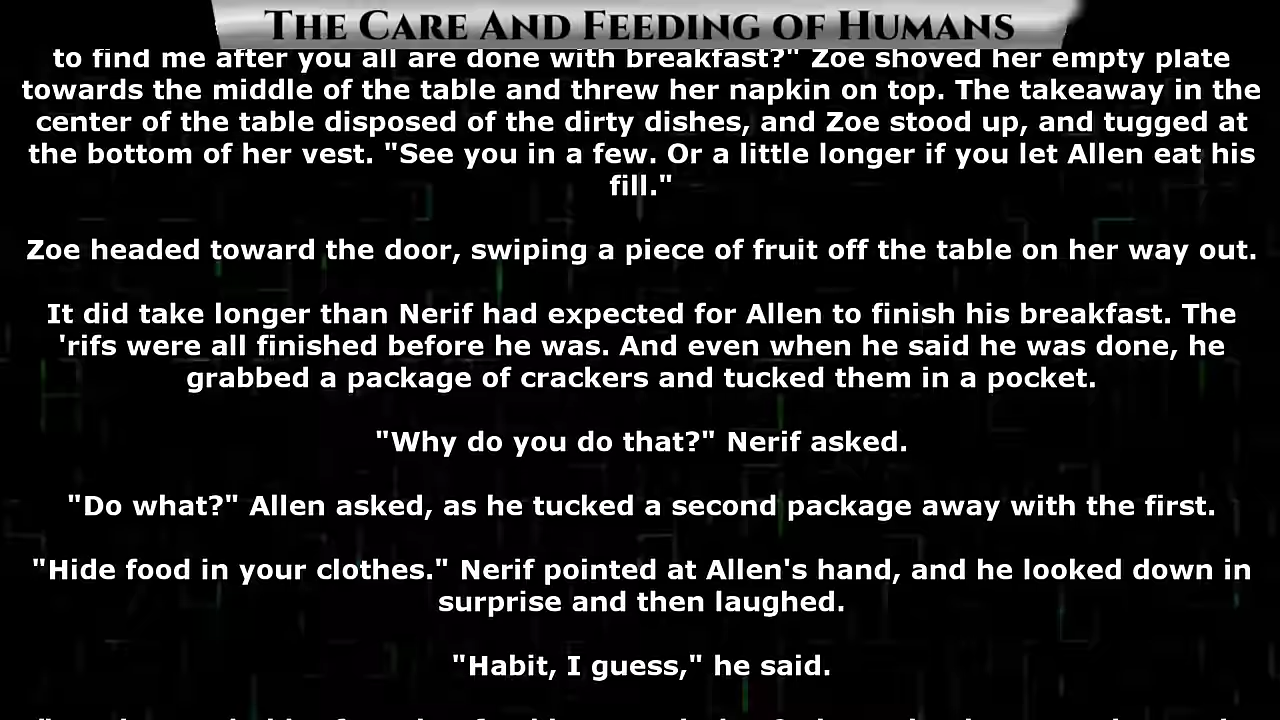 The Care And Feeding of Humans
to find me after you all are done with breakfast?" Zoe shoved her empty plate
towards the middle of the table and threw her napkin on top. The takeaway in the
center of the table disposed of the dirty dishes, and Zoe stood up, and tugged at
the bottom of her vest. "See you in a few. Or a little longer if you let Allen eat his
fill."
Zoe headed toward the door, swiping a piece of fruit off the table on her way out.
It did take longer than Nerif had expected for Allen to finish his breakfast. The
'rifs were all finished before he was. And even when he said he was done, he
grabbed a package of crackers and tucked them in a pocket.
"Why do you do that?" Nerif asked.
"Do what?" Allen asked, as he tucked a second package away with the first.
"Hide food in your clothes." Nerif pointed at Allen's hand, and he looked down in
surprise and then laughed.
"Habit, I guess," he said.